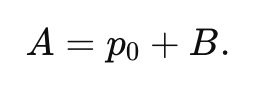 A = p₀ + B.